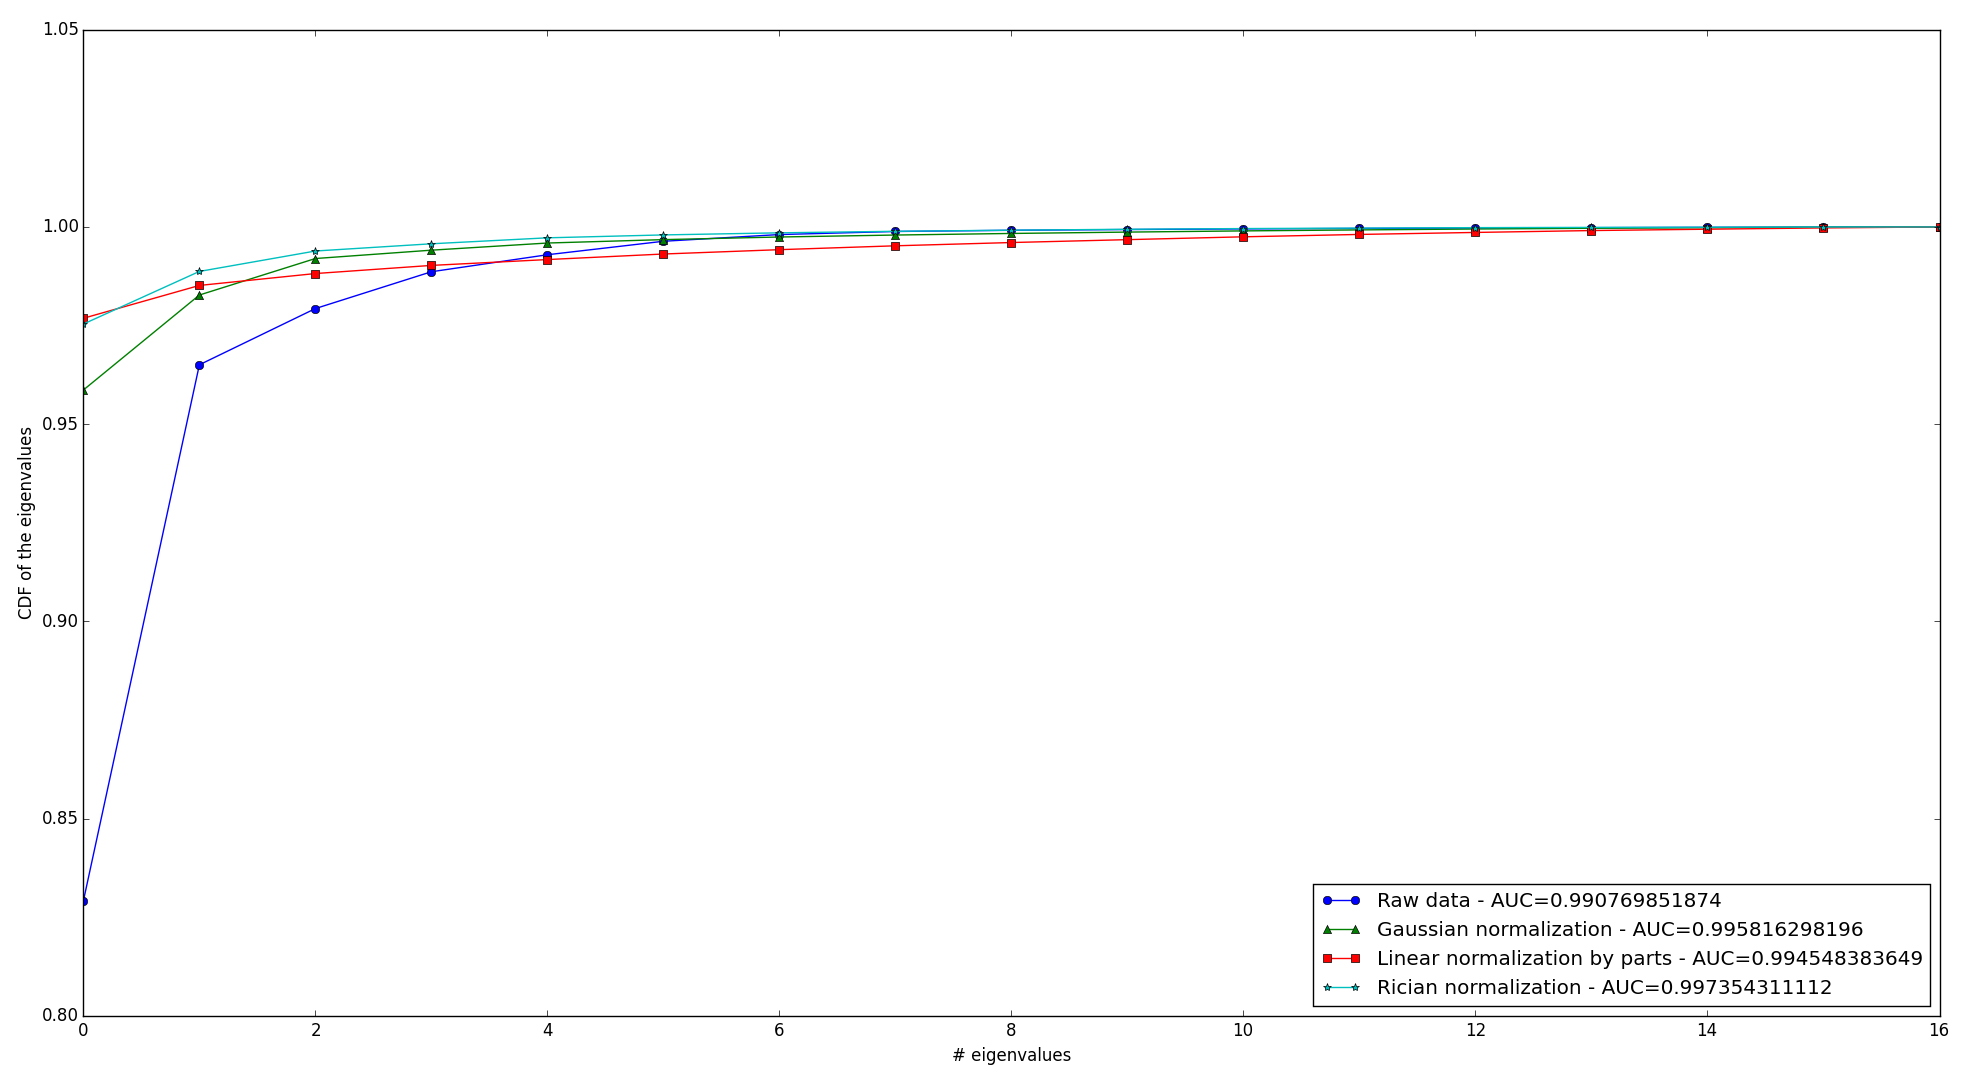 1.05
1.00
0.95
0.90
0.85
0.80
CDF of the eigenvalues
0 2 4 6 8 10 12 14 16
# eigenvalues
Raw data - AUC=0.990769851874
Gaussian normalization - AUC=0.995816298196
Linear normalization by parts - AUC=0.994548383649
Rician normalization - AUC=0.997354311112